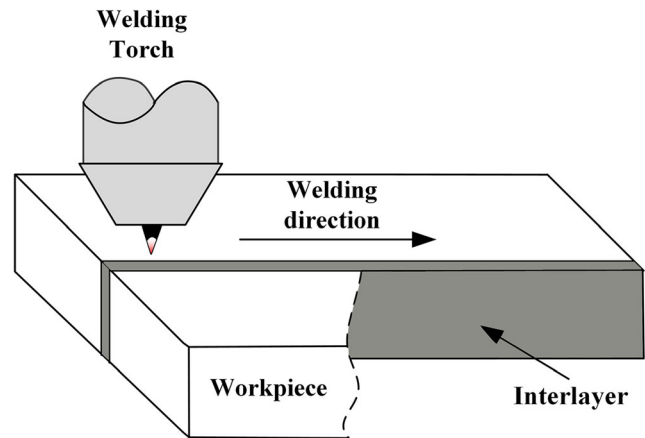 Welding
Torch
Welding
direction
Workpiece
Interlayer